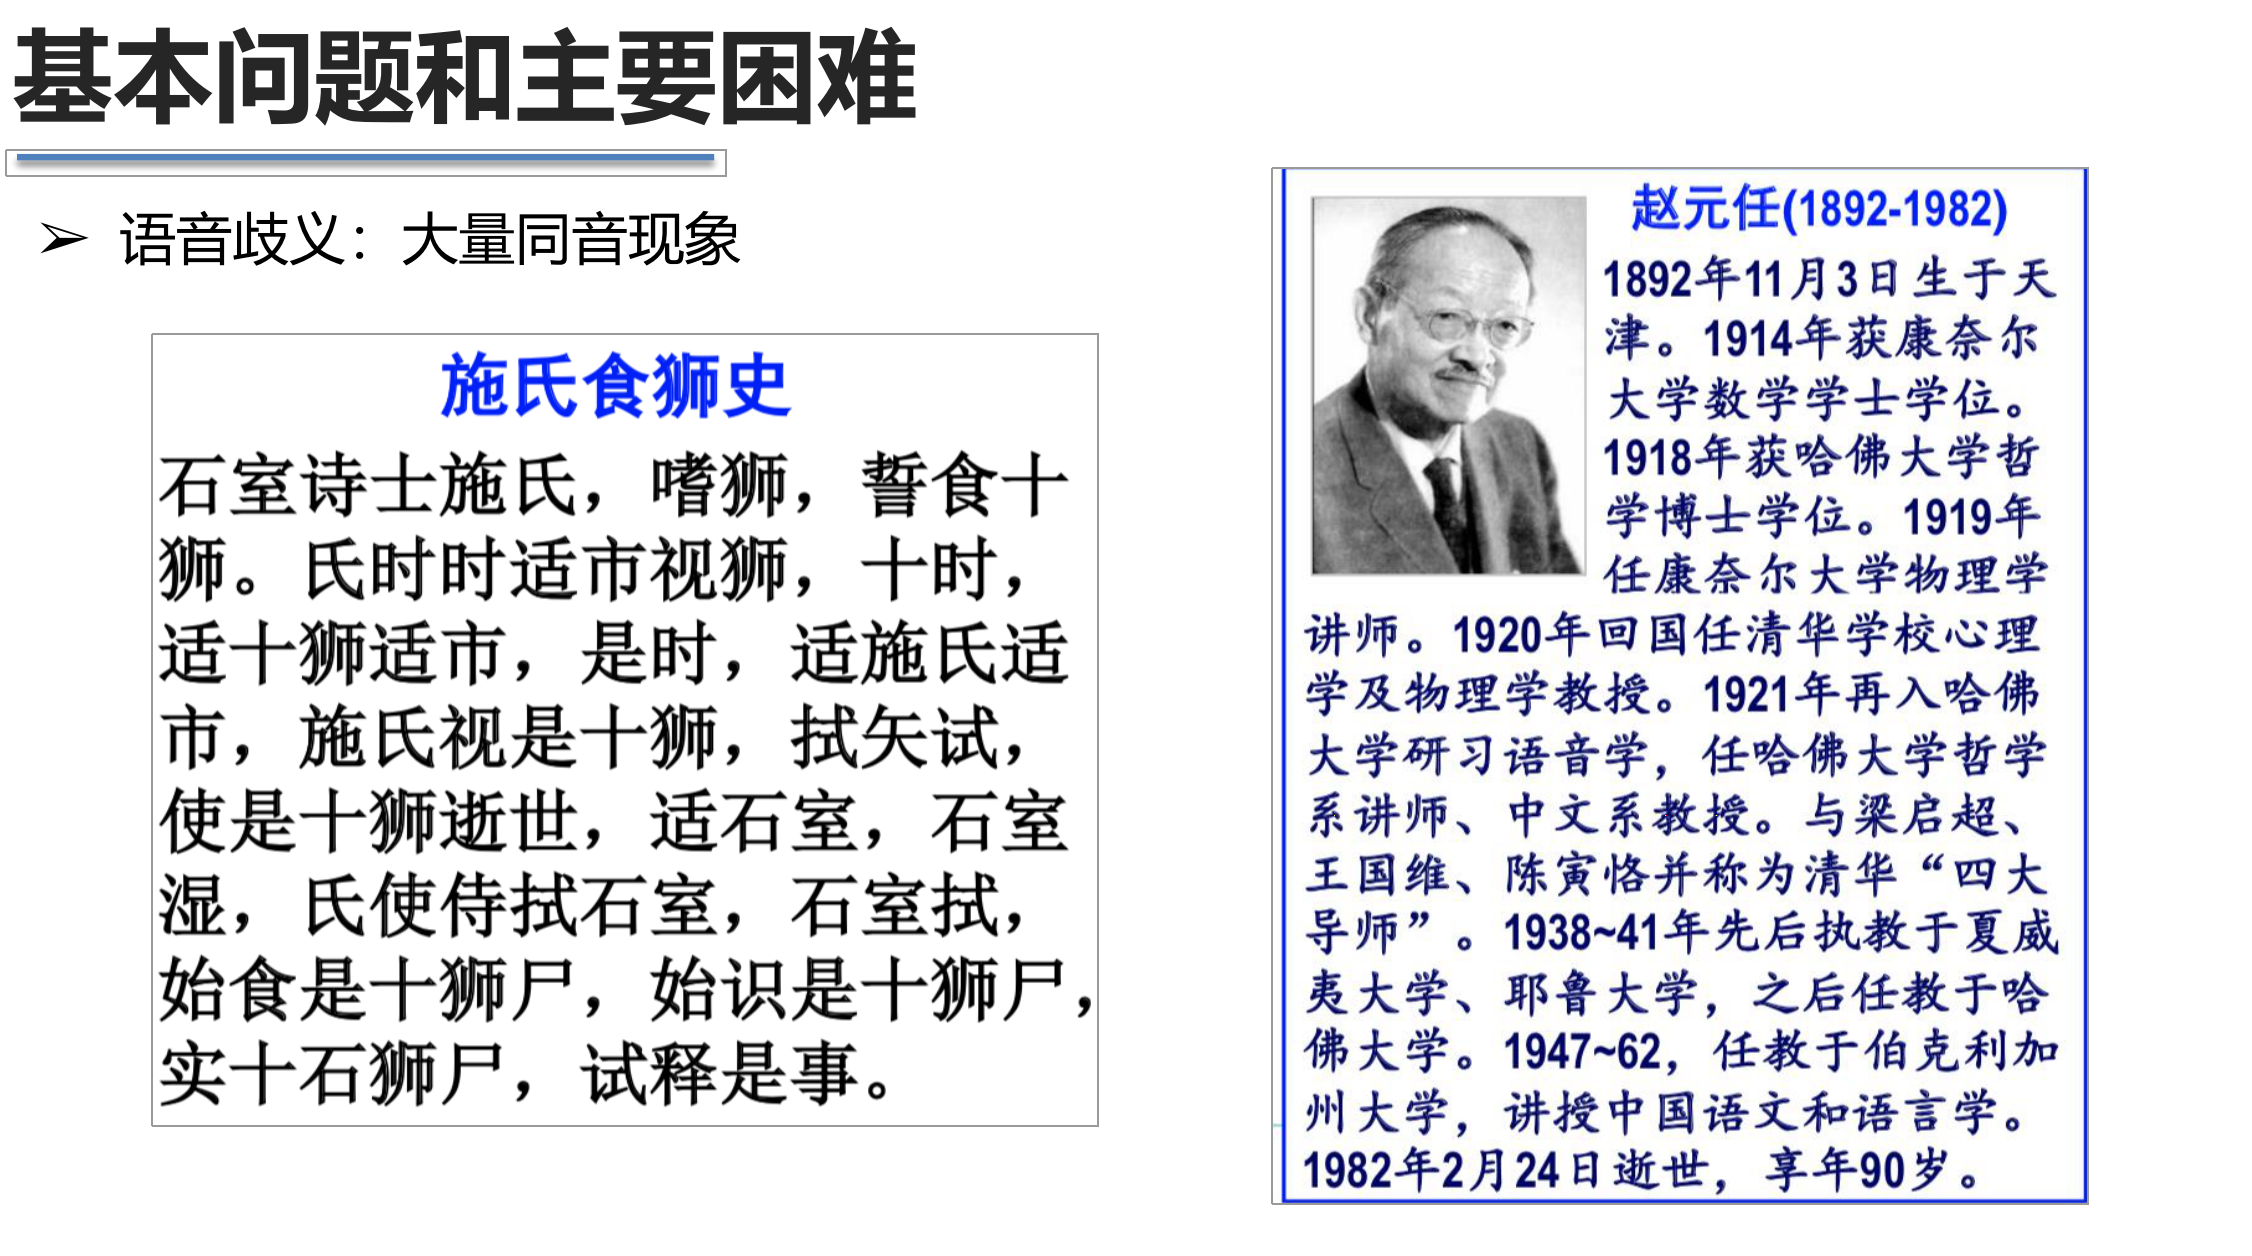 基本问题和主要困难
➢ 语音歧义：大量同音现象
施氏食狮史
石室诗士施氏，嗜狮，誓食十
狮。氏时时适市视狮，十时，
适十狮适市，是时，适施氏适
市，施氏视是十狮，拭矢试，
使是十狮逝世，适石室，石室
湿，氏使侍拭石室，石室拭，
始食是十狮尸，始识是十狮尸，
实十石狮尸，试释是事。
赵元任(1892-1982)
1892年11月3日生于天
津。1914年获康奈尔
大学数学学士学位。
1918年获哈佛大学哲
学博士学位。1919年
任康奈尔大学物理学
讲师。1920年回国任清华学校心理
学及物理学教授。1921年再入哈佛
大学研习语音学，任哈佛大学哲学
系讲师、中文系教授。与梁启超、
王国维、陈寅恪并称为清华“四大
导师”。1938~41年先后执教于夏威
夷大学、耶鲁大学，之后任教于哈
佛大学。1947~62，任教于伯克利加
州大学，讲授中国语文和语言学。
1982年2月24日逝世，享年90岁。